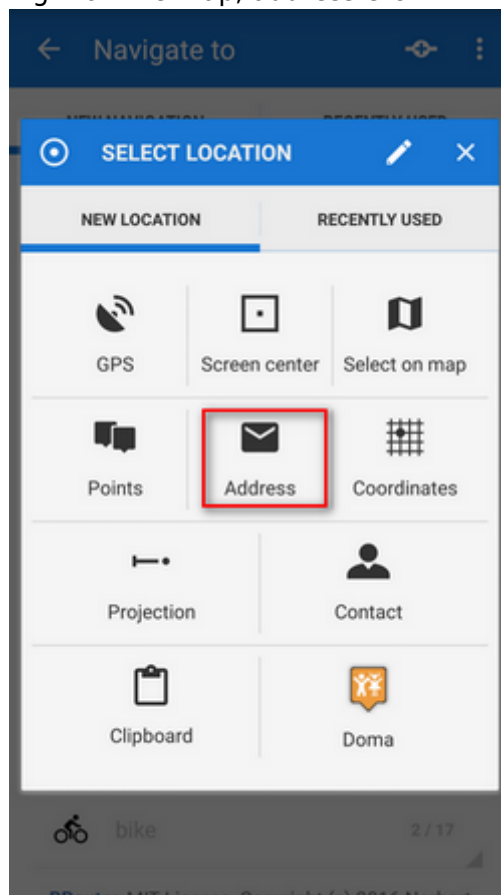 Navigate to
SELECT LOCATION
NEW LOCATION RECENTLY USED
GPS Screen center Select on map
Points Address Coordinates
Projection Contact
Clipboard Doma
bike 2/17